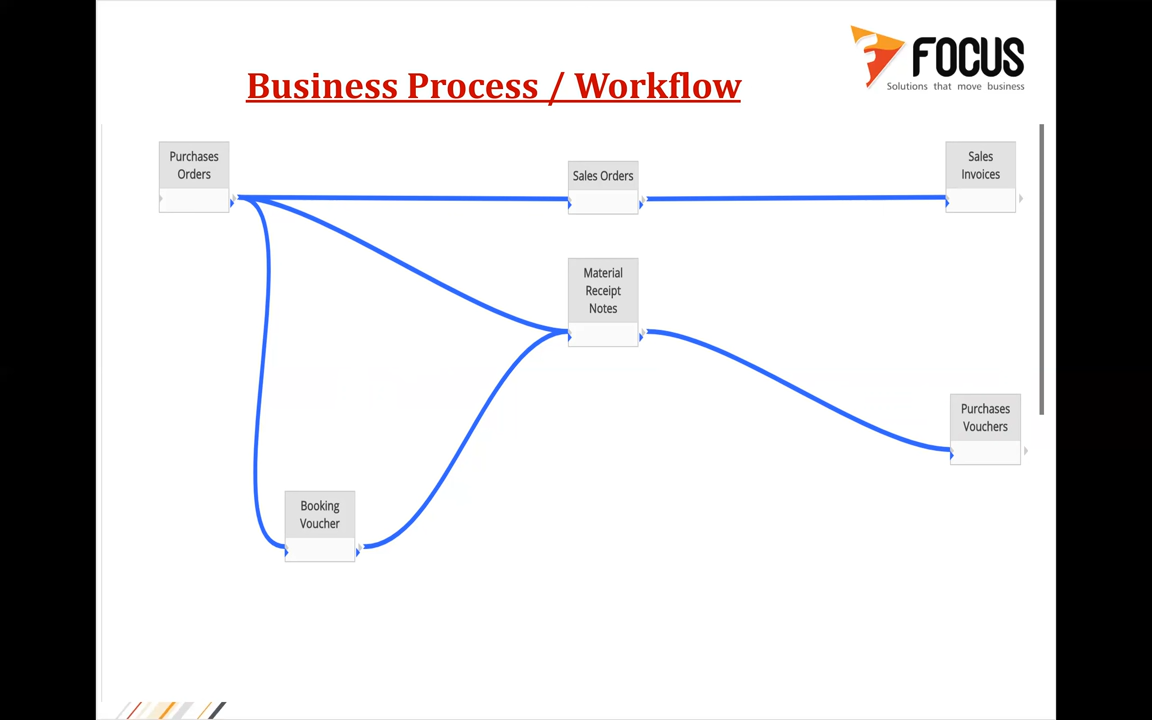 FOCUS
Solutions that move business
Business Process / Workflow
Purchases
Orders
Sales Orders
Sales
Invoices
Material
Receipt
Notes
Purchases
Vouchers
Booking
Voucher